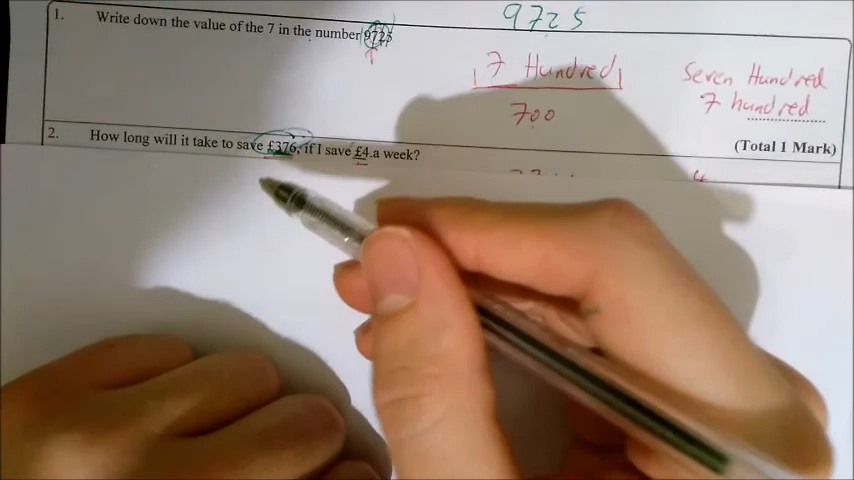 9725
1. Write down the value of the 7 in the number 9725
7 Hundred
Seven Hundred
700
7 hundred
(Total 1 Mark)
2. How long will it take to save £376, if I save £4 a week?